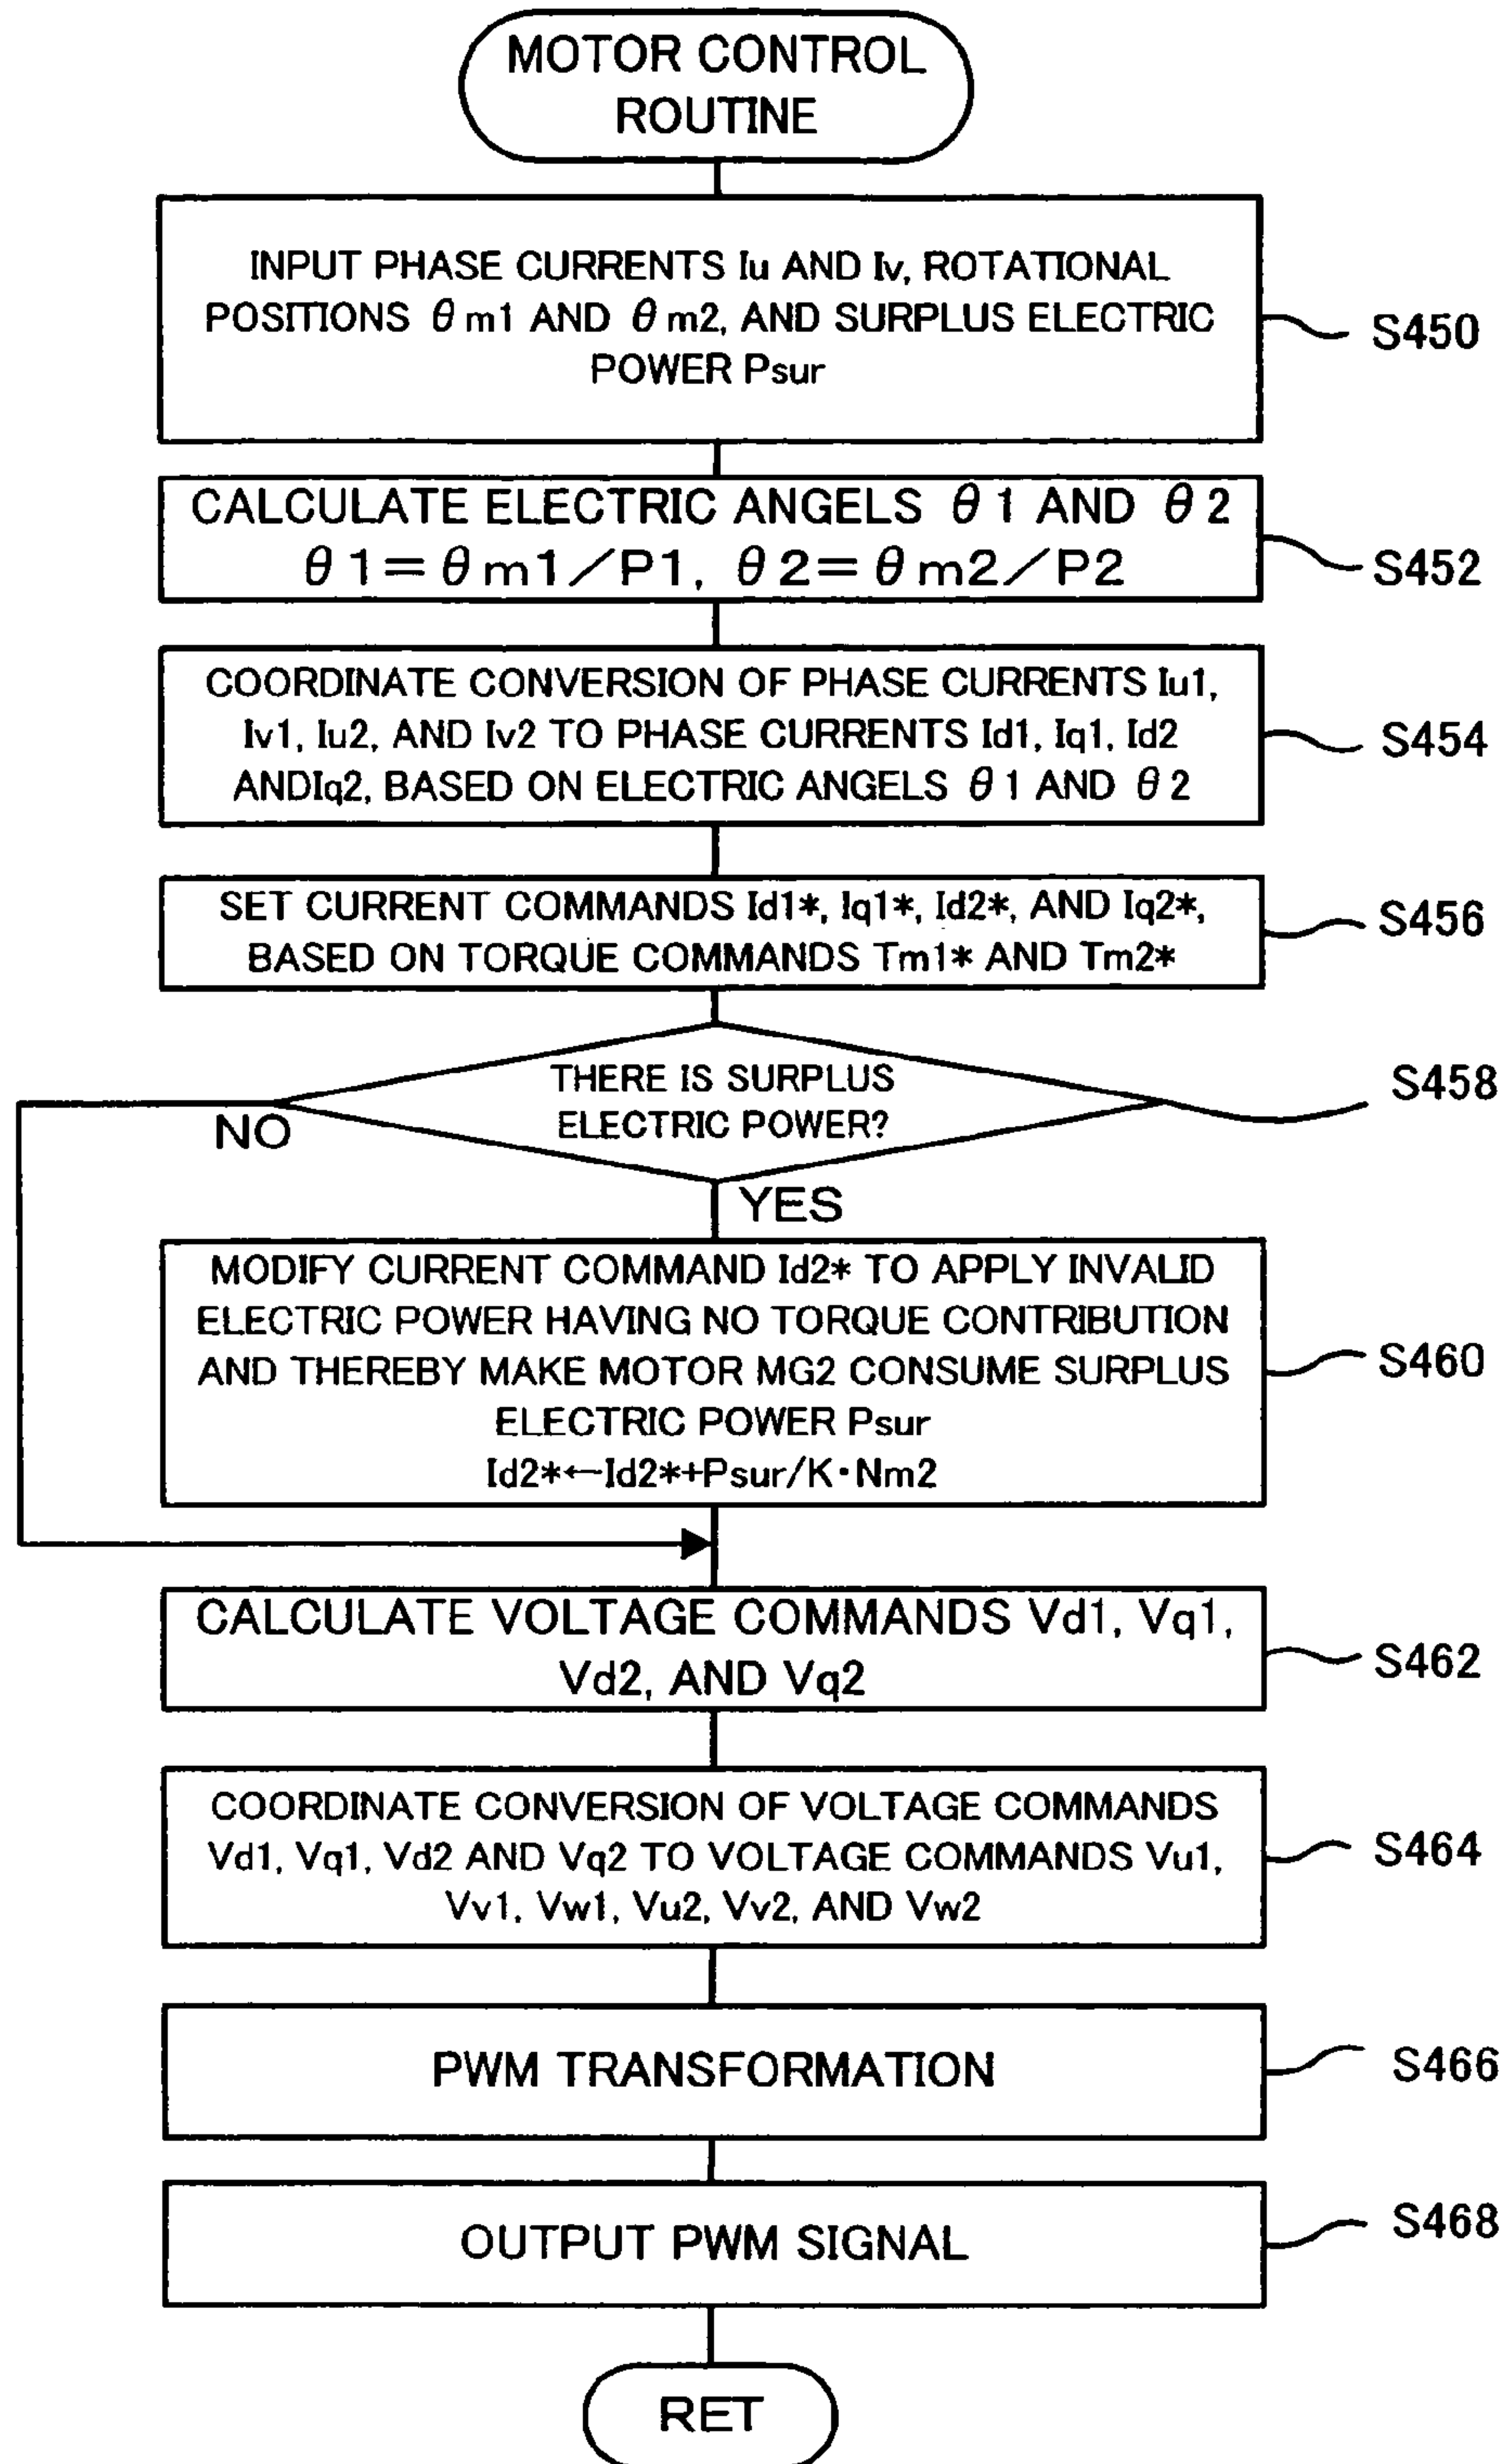 MOTOR CONTROL
ROUTINE
INPUT PHASE CURRENTS Iu AND Iv, ROTATIONAL
POSITIONS θm1 AND θm2, AND SURPLUS ELECTRIC
POWER Psur
S450
CALCULATE ELECTRIC ANGELS θ1 AND θ2
θ1=θm1/P1, θ2=θm2/P2
S452
COORDINATE CONVERSION OF PHASE CURRENTS Iu1,
Iv1, Iu2, AND Iv2 TO PHASE CURRENTS Id1, Iq1, Id2
ANDIq2, BASED ON ELECTRIC ANGELS θ1 AND θ2
S454
SET CURRENT COMMANDS Id1*, Iq1*, Id2*, AND Iq2*,
BASED ON TORQUE COMMANDS Tm1* AND Tm2*
S456
THERE IS SURPLUS
ELECTRIC POWER?
S458
NO
YES
MODIFY CURRENT COMMAND Id2* TO APPLY INVALID
ELECTRIC POWER HAVING NO TORQUE CONTRIBUTION
AND THEREBY MAKE MOTOR MG2 CONSUME SURPLUS
ELECTRIC POWER Psur
Id2*←Id2*+Psur/K·Nm2
S460
CALCULATE VOLTAGE COMMANDS Vd1, Vq1,
Vd2, AND Vq2
S462
COORDINATE CONVERSION OF VOLTAGE COMMANDS
Vd1, Vq1, Vd2 AND Vq2 TO VOLTAGE COMMANDS Vu1,
Vv1, Vw1, Vu2, Vv2, AND Vw2
S464
PWM TRANSFORMATION
S466
OUTPUT PWM SIGNAL
S468
RET